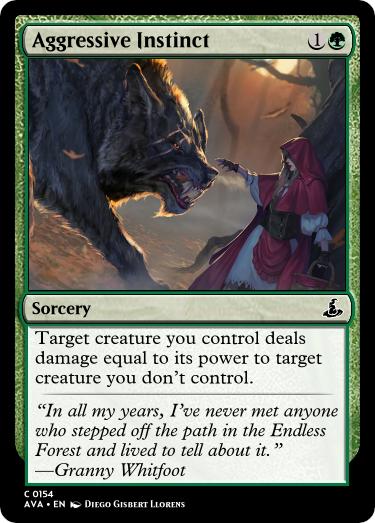 Aggressive Instinct 1
Sorcery
Target creature you control deals
damage equal to its power to target
creature you don't control.
“In all my years, I've never met anyone
who stepped off the path in the Endless
Forest and lived to tell about it.”
—Granny Whitfoot
C 0154
AVA • EN Diego Gisbert Llorens